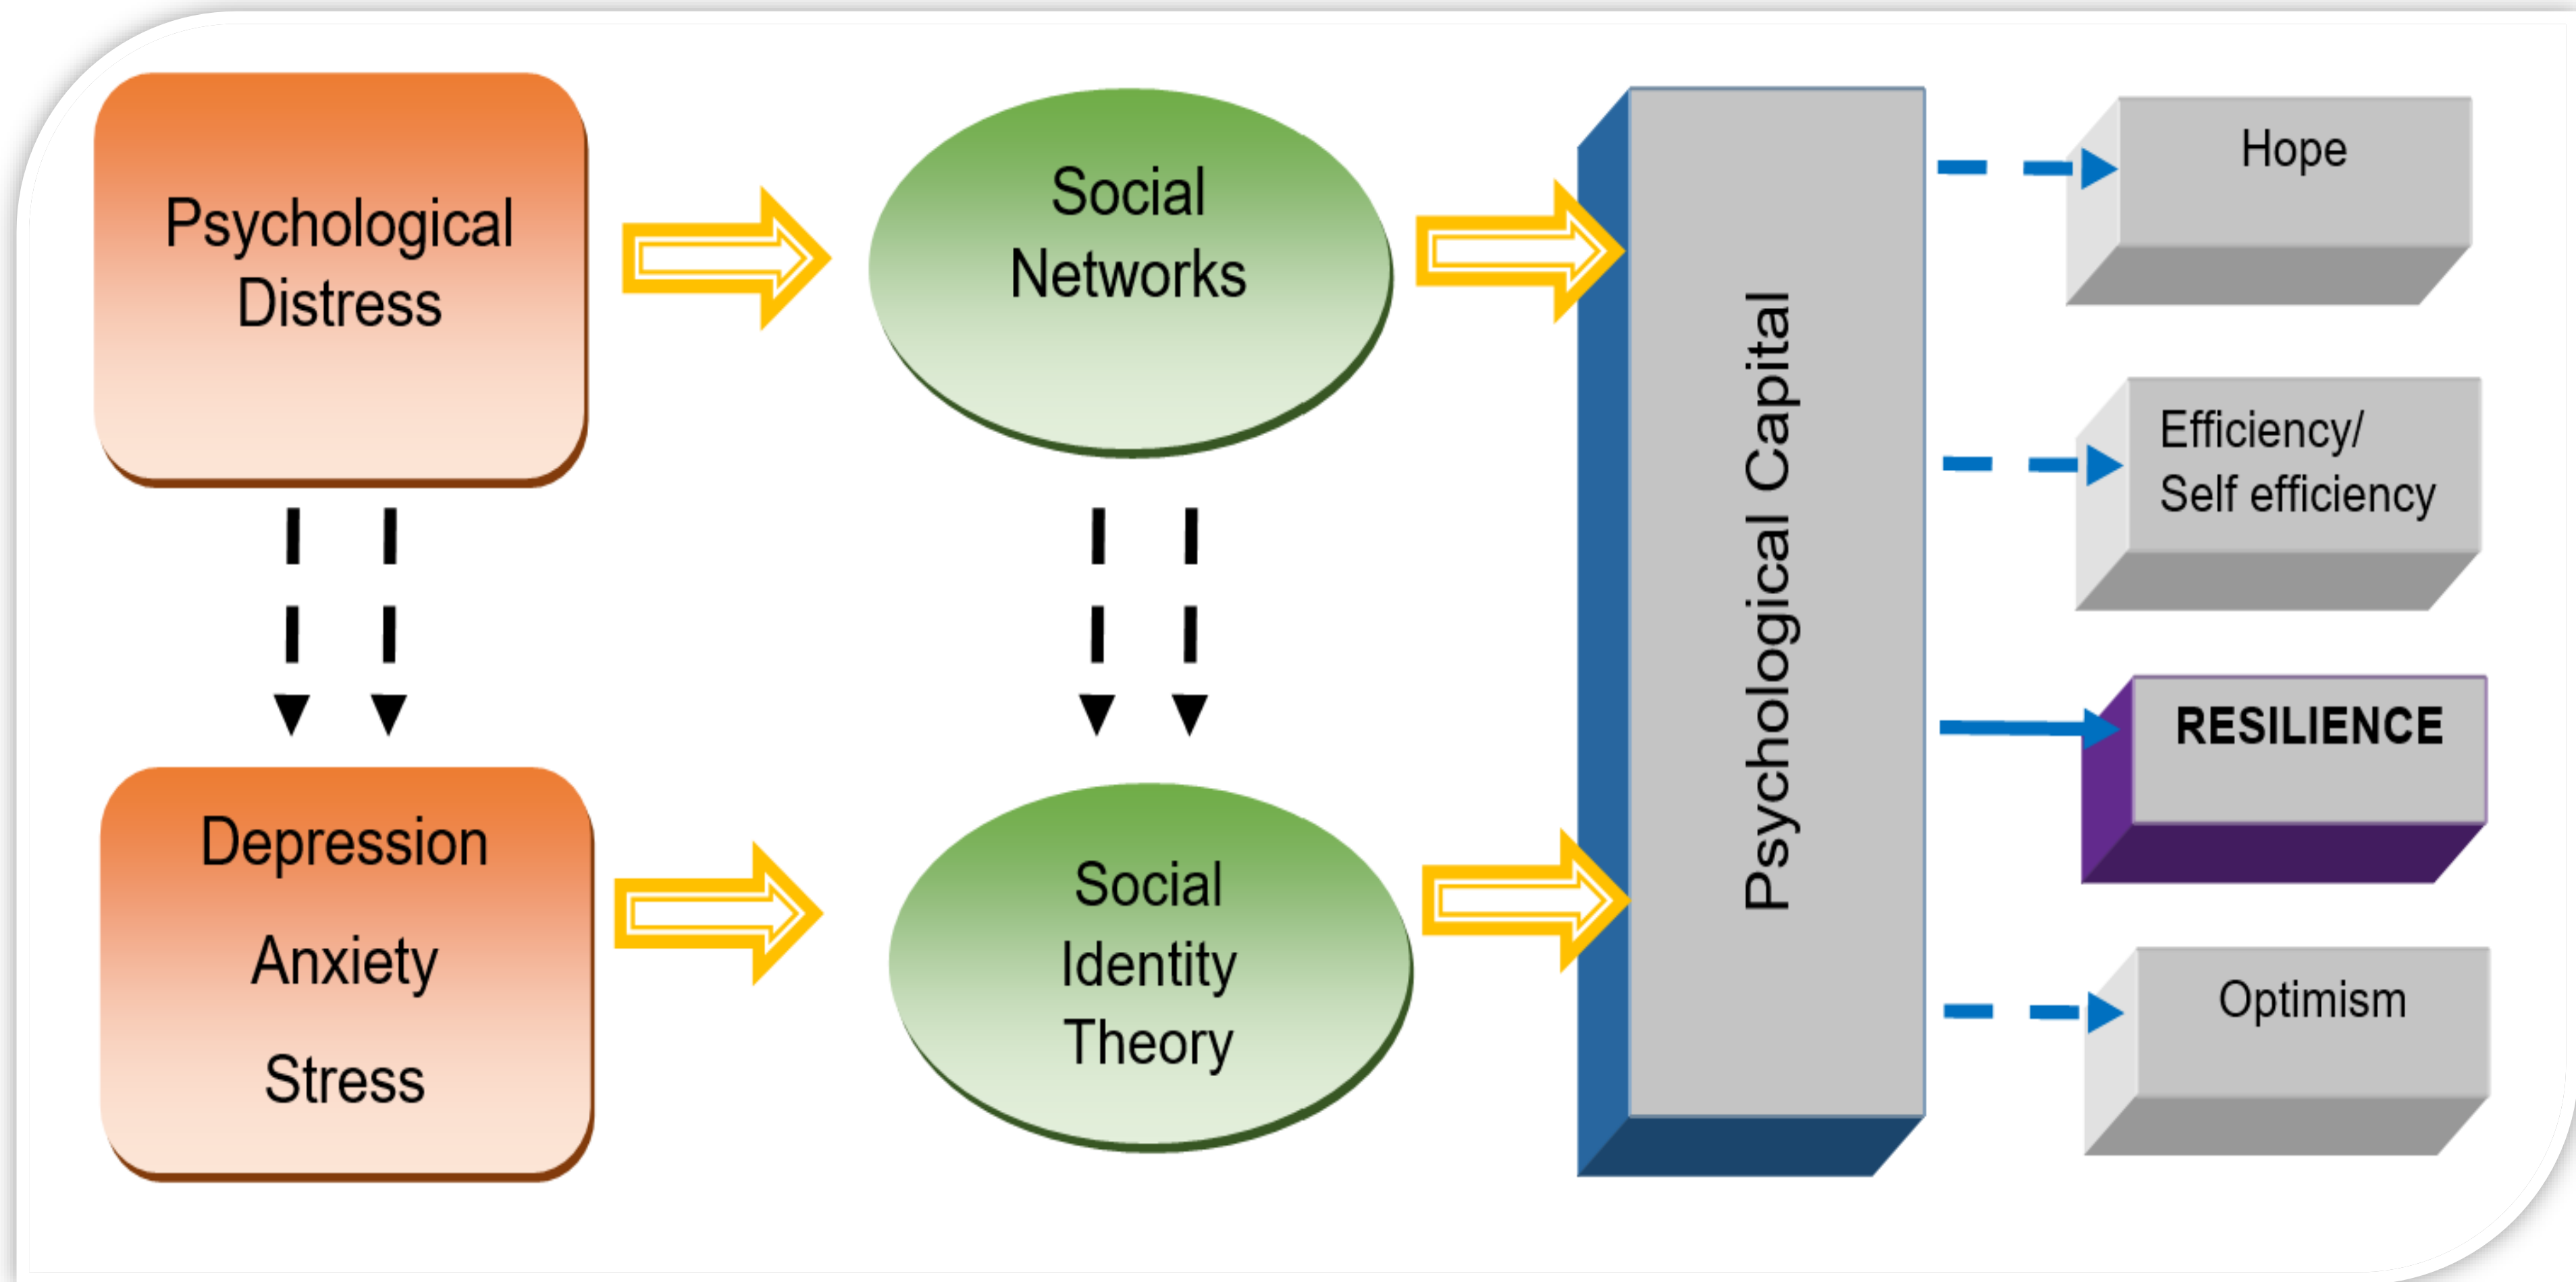 Psychological
Distress
Social
Networks
Psychological Capital
Hope
Efficiency/
Self efficiency
RESILIENCE
Optimism
Depression
Anxiety
Stress
Social
Identity
Theory